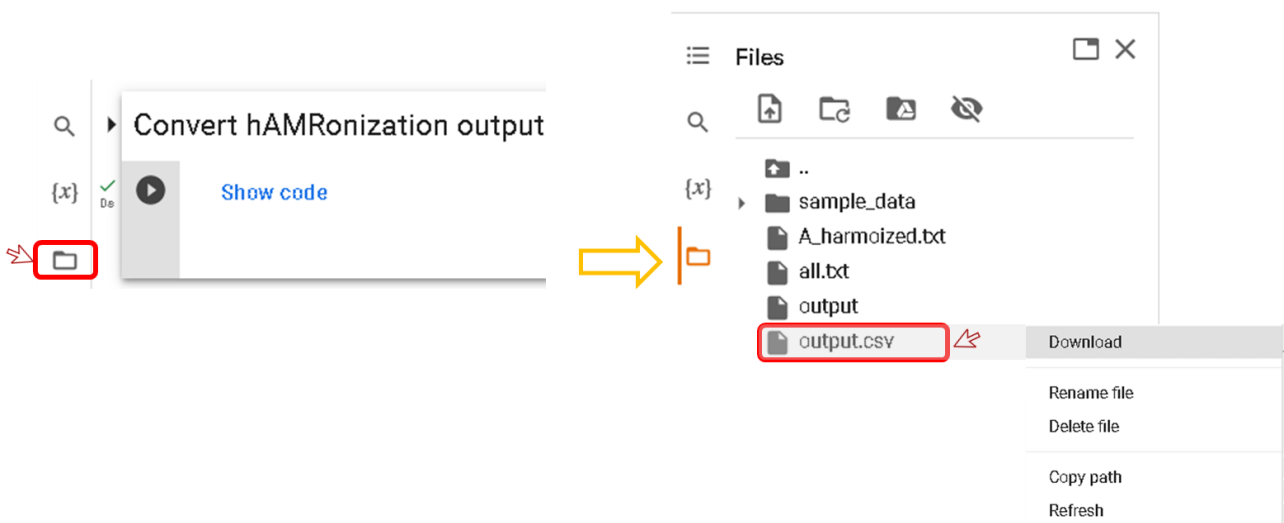 Convert hAMRonization output
{x}
Ds
Show code
Files
{x}
..
sample_data
A_harmoized.txt
all.txt
output
output.csv
Download
Rename file
Delete file
Copy path
Refresh